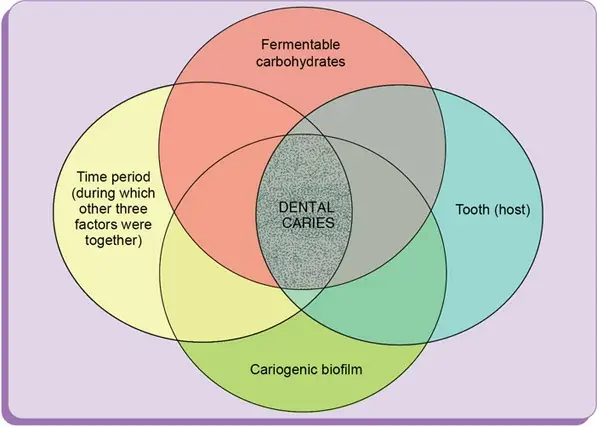 Fermentable
carbohydrates
Time period
(during which
other three
factors were
together)
DENTAL
CARIES
Tooth (host)
Cariogenic biofilm